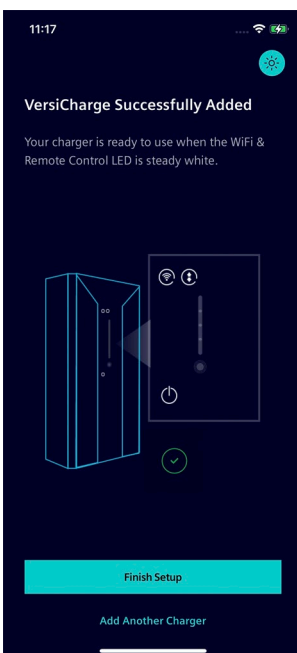 11:17
VersiCharge Successfully Added
Your charger is ready to use when the WiFi &
Remote Control LED is steady white.
Finish Setup
Add Another Charger